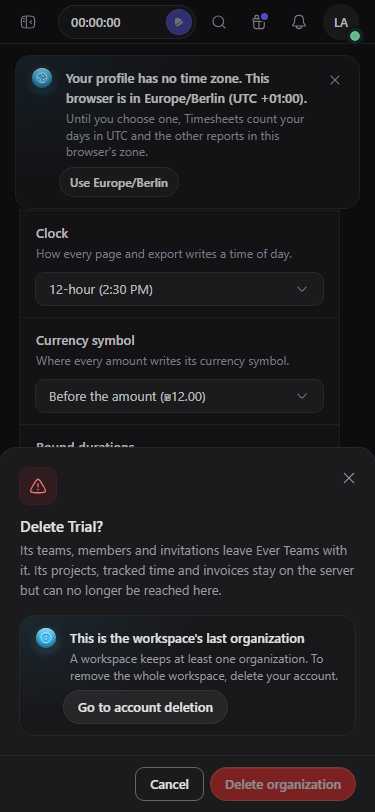 00:00:00
LA
Your profile has no time zone. This
browser is in Europe/Berlin (UTC +01:00).
Until you choose one, Timesheets count your
days in UTC and the other reports in this
browser's zone.
Use Europe/Berlin
Clock
How every page and export writes a time of day.
12-hour (2:30 PM)
Currency symbol
Where every amount writes its currency symbol.
Before the amount (₪12.00)
Round durations
Delete Trial?
Its teams, members and invitations leave Ever Teams with
it. Its projects, tracked time and invoices stay on the server
but can no longer be reached here.
This is the workspace's last organization
A workspace keeps at least one organization. To
remove the whole workspace, delete your account.
Go to account deletion
Cancel
Delete organization